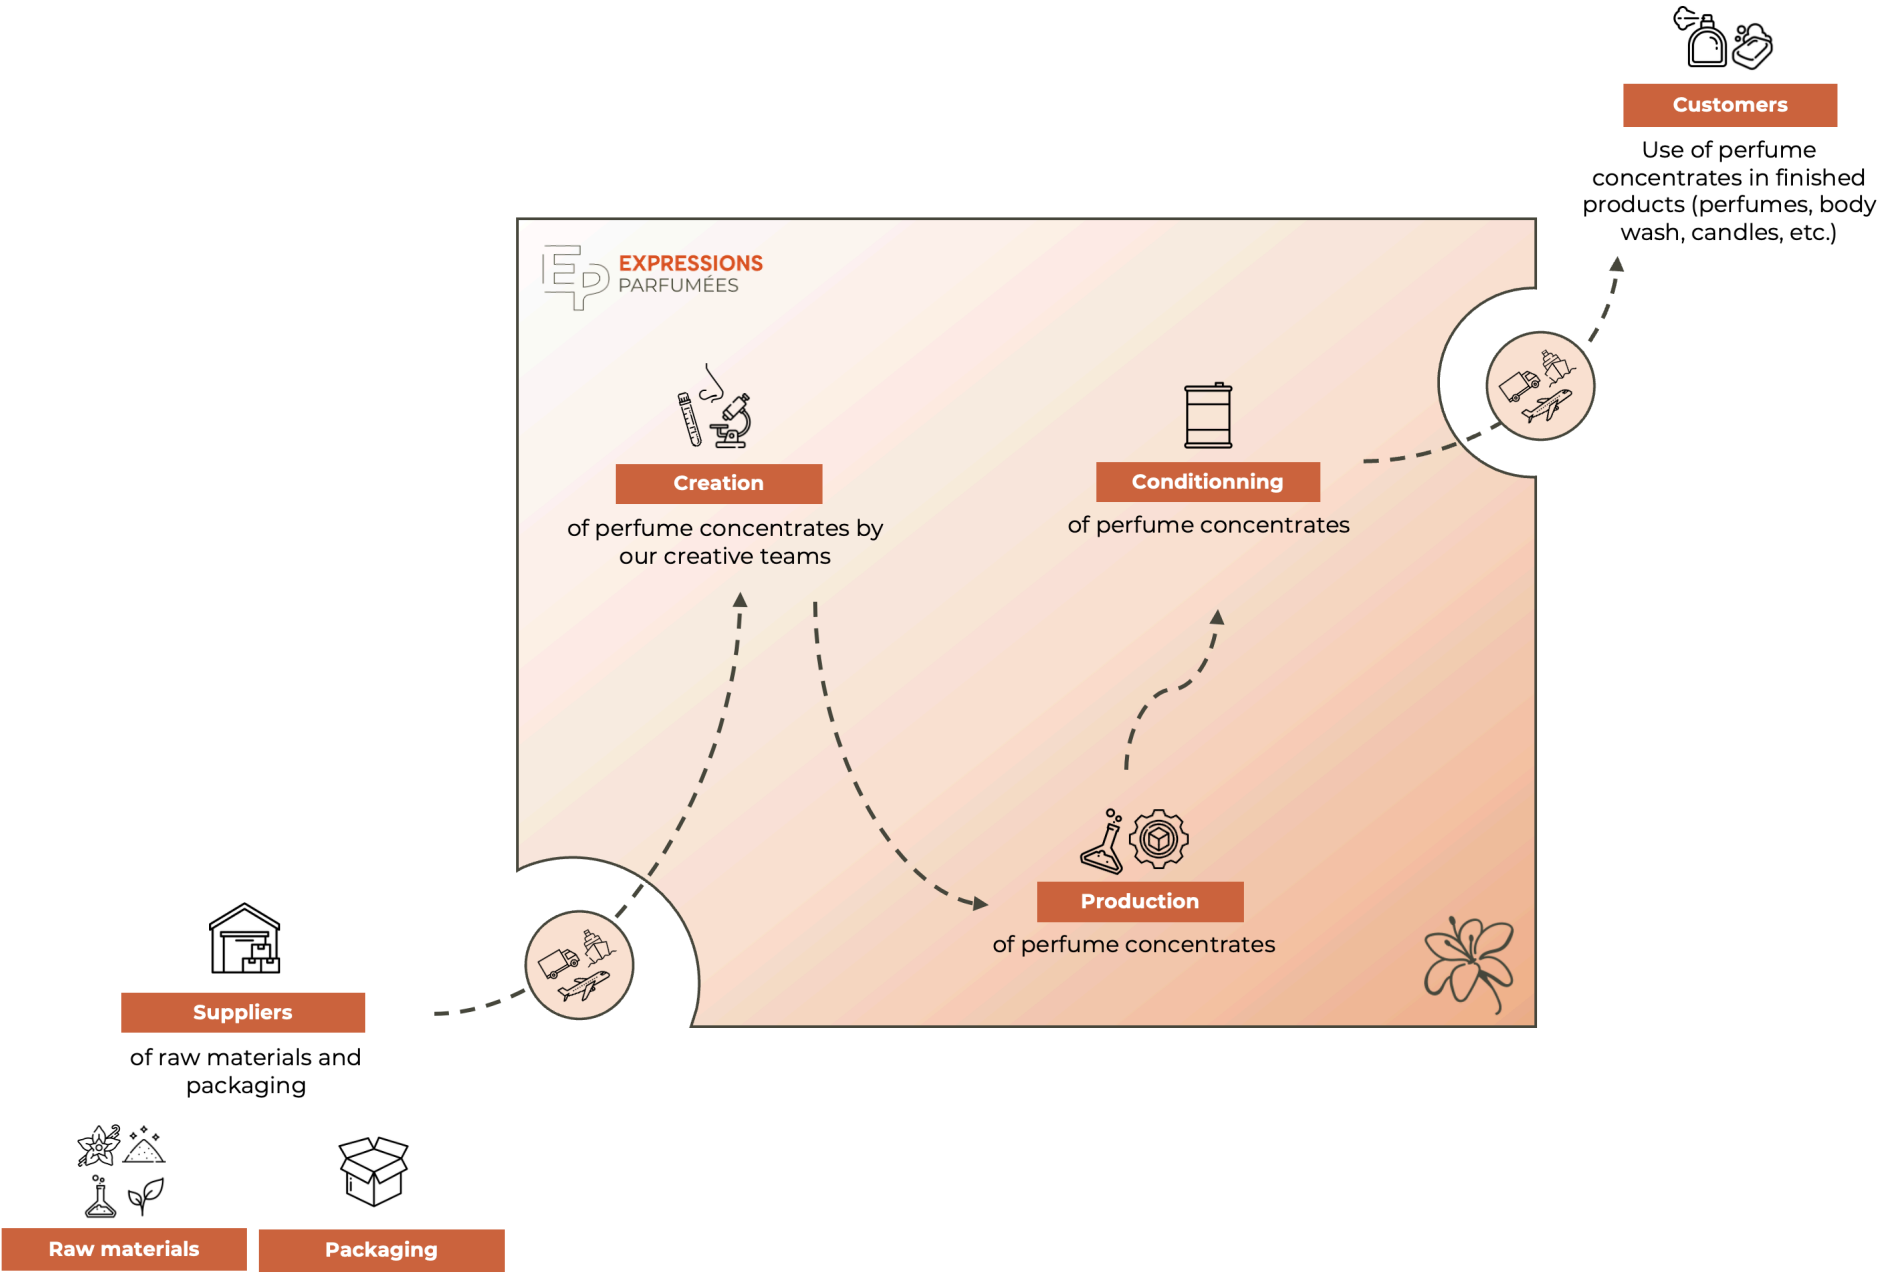 Customers
Use of perfume
concentrates in finished
products (perfumes, body
wash, candles, etc.)
EP
EXPRESSIONS
PARFUMÉES
Creation
of perfume concentrates by
our creative teams
Conditionning
of perfume concentrates
Production
of perfume concentrates
Suppliers
of raw materials and
packaging
Raw materials
Packaging